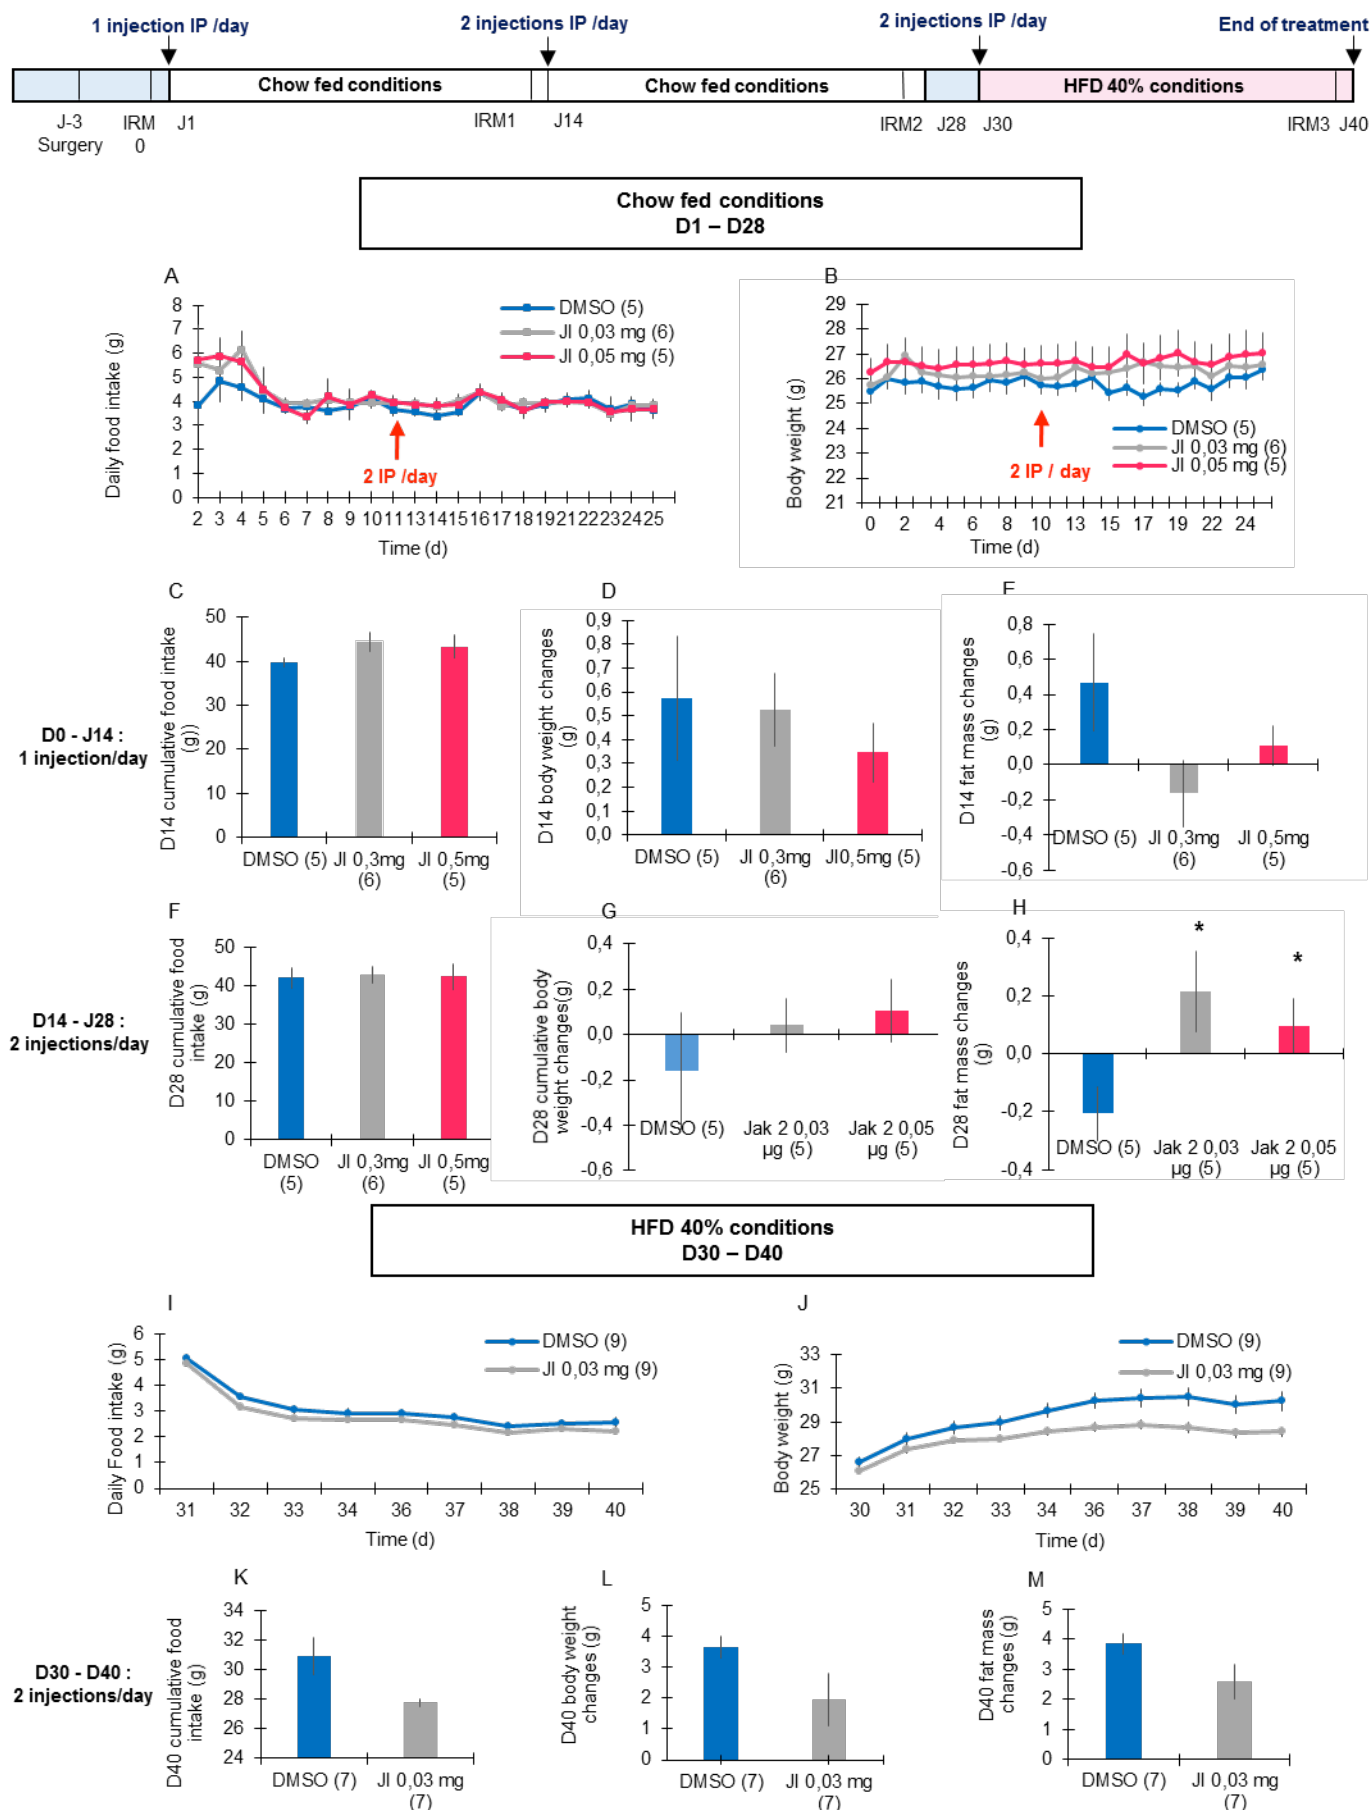 1 injection IP /day
2 injections IP /day
2 injections IP /day
End of treatment
Chow fed conditions
Chow fed conditions
HFD 40% conditions
J-3
Surgery
IRM
0
J1
IRM1
J14
IRM2
J28
J30
IRM3
J40
Chow fed conditions
D1 – D28
A
Daily food intake (g)
8
7
6
5
4
3
2
1
0
DMSO (5)
JI 0,03 mg (6)
JI 0,05 mg (5)
2 IP /day
2 3 4 5 6 7 8 9 10 11 12 13 14 15 16 17 18 19 21 22 23 24 25
Time (d)
B
Body weight (g)
29
28
27
26
25
24
23
22
21
DMSO (5)
JI 0,03 mg (6)
JI 0,05 mg (5)
2 IP / day
0 2 4 6 8 10 13 15 17 19 22 24
Time (d)
D0 - J14 :
1 injection/day
C
D14 cumulative food intake
(g))
50
40
30
20
10
0
DMSO (5)
JI 0,3mg
(6)
JI 0,5mg
(5)
D
D14 body weight changes
(g)
0,9
0,8
0,7
0,6
0,5
0,4
0,3
0,2
0,1
0,0
DMSO (5)
JI 0,3mg
(6)
JI0,5mg (5)
E
D14 fat mass changes
(g)
0,8
0,6
0,4
0,2
0,0
-0,2
-0,4
-0,6
DMSO (5)
JI 0,3mg
(6)
JI 0,5mg
(5)
D14 - J28 :
2 injections/day
F
D28 cumulative food
intake (g)
50
40
30
20
10
0
DMSO
(5)
JI 0,3mg
(6)
JI 0,5mg
(5)
G
D28 cumulative body
weight changes(g)
0,4
0,2
0,0
-0,2
-0,4
-0,6
DMSO (5)
Jak 2 0,03
µg (5)
Jak 2 0,05
µg (5)
H
D28 fat mass changes
(g)
0,4
0,2
0,0
-0,2
-0,4
*
*
DMSO (5)
Jak 2 0,03
µg (5)
Jak 2 0,05
µg (5)
HFD 40% conditions
D30 – D40
I
Daily Food intake (g)
6
5
4
3
2
1
0
DMSO (9)
JI 0,03 mg (9)
31 32 33 34 36 37 38 39 40
Time (d)
J
Body weight (g)
33
31
29
27
25
DMSO (9)
JI 0,03 mg (9)
30 31 32 33 34 36 37 38 39 40
Time (d)
D30 - D40 :
2 injections/day
K
D40 cumulative food
intake (g)
34
32
30
28
26
24
DMSO (7)
JI 0,03 mg
(7)
L
D40 body weight
changes (g)
5
4
3
2
1
0
DMSO (7)
JI 0,03 mg
(7)
M
D40 fat mass
changes (g)
5
4
3
2
1
0
DMSO (7)
JI 0,03 mg
(7)